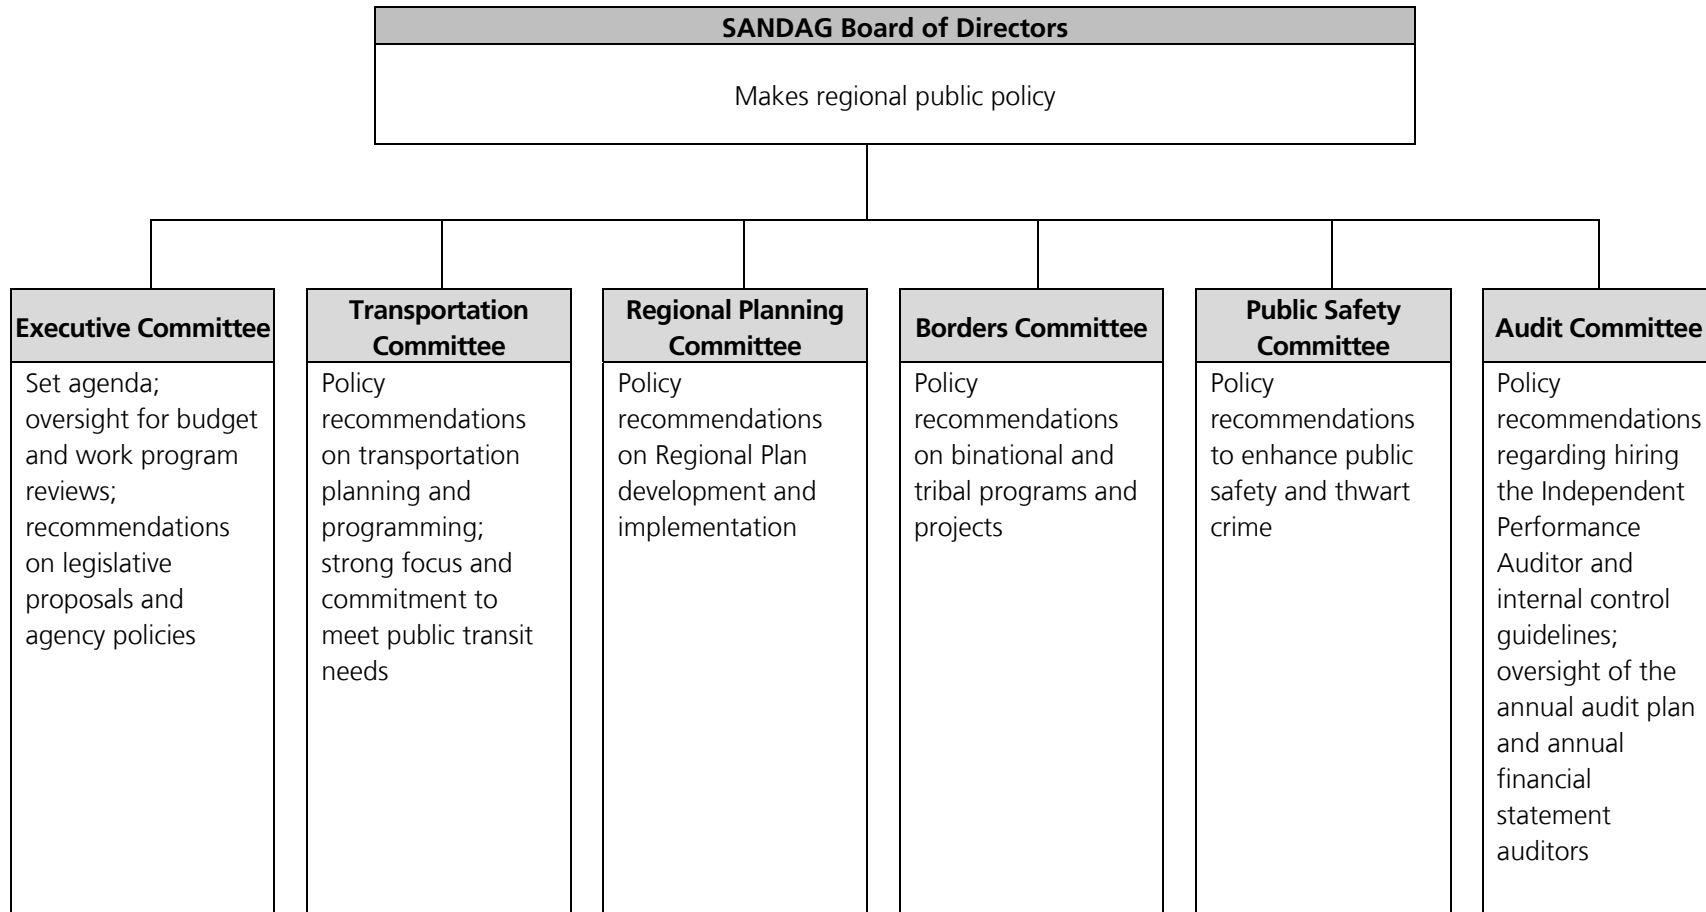 SANDAG Board of Directors
Makes regional public policy
Executive Committee
Set agenda;
oversight for budget
and work program
reviews;
recommendations
on legislative
proposals and
agency policies
Transportation
Committee
Policy
recommendations
on transportation
planning and
programming;
strong focus and
commitment to
meet public transit
needs
Regional Planning
Committee
Policy
recommendations
on Regional Plan
development and
implementation
Borders Committee
Policy
recommendations
on binational and
tribal programs and
projects
Public Safety
Committee
Policy
recommendations
to enhance public
safety and thwart
crime
Audit Committee
Policy
recommendations
regarding hiring
the Independent
Performance
Auditor and
internal control
guidelines;
oversight of the
annual audit plan
and annual
financial
statement
auditors